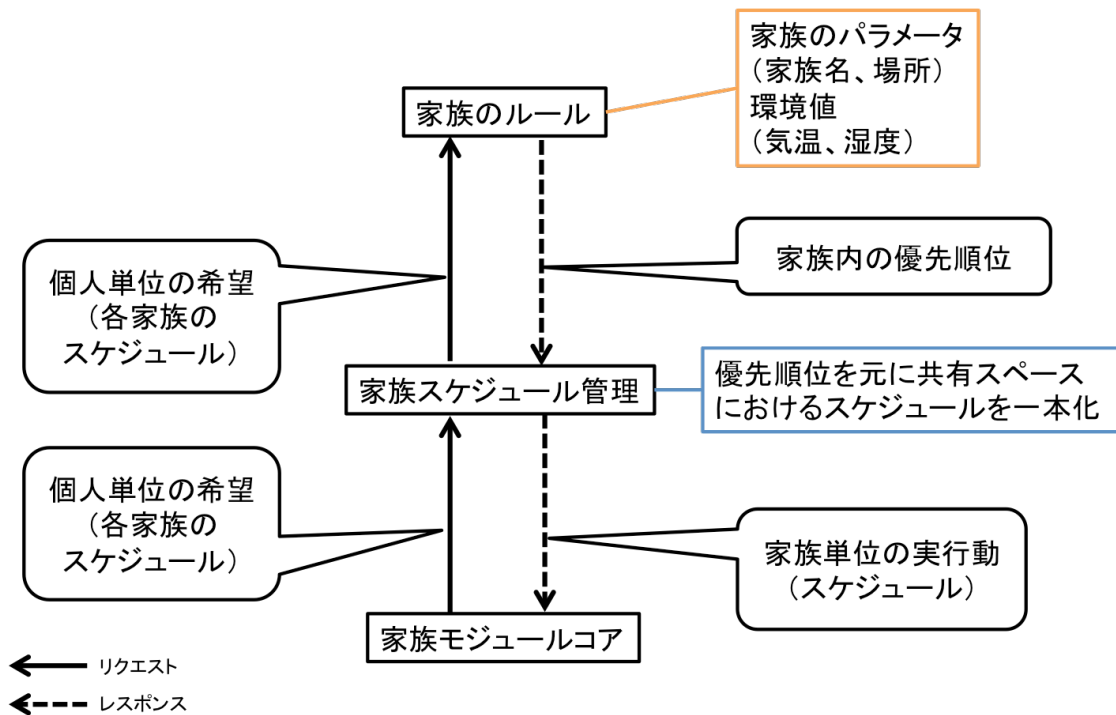 家族のパラメータ
（家族名、場所）
環境値
（気温、湿度）
家族のルール
個人単位の希望
（各家族の
スケジュール）
家族内の優先順位
家族スケジュール管理
優先順位を元に共有スペース
におけるスケジュールを一本化
個人単位の希望
（各家族の
スケジュール）
家族単位の実行動
（スケジュール）
家族モジュールコア
リクエスト
レスポンス